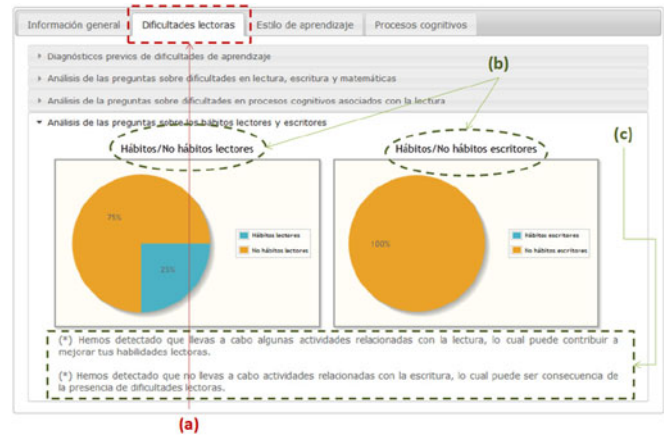 Información general Dificultades lectoras Estilo de aprendizaje Procesos cognitivos
Diagnósticos previos de dificultades de aprendizaje
(b)
Análisis de las preguntas sobre dificultades en lectura, escritura y matemáticas
Análisis de la preguntas sobre dificultades en procesos cognitivos asociados con la lectura
Análisis de las preguntas sobre los hábitos lectores y escritores
(c)
Hábitos/No hábitos lectores Hábitos/No hábitos escritores
75%
Hábitos lectores Hábitos escritores
100%
No hábitos lectores No hábitos escritores
25%
(*) Hemos detectado que llevas a cabo algunas actividades relacionadas con la lectura, lo cual puede contribuir a
mejorar tus habilidades lectoras.
(*) Hemos detectado que no llevas a cabo actividades relacionadas con la escritura, lo cual puede ser consecuencia de
la presencia de dificultades lectoras.
(a)